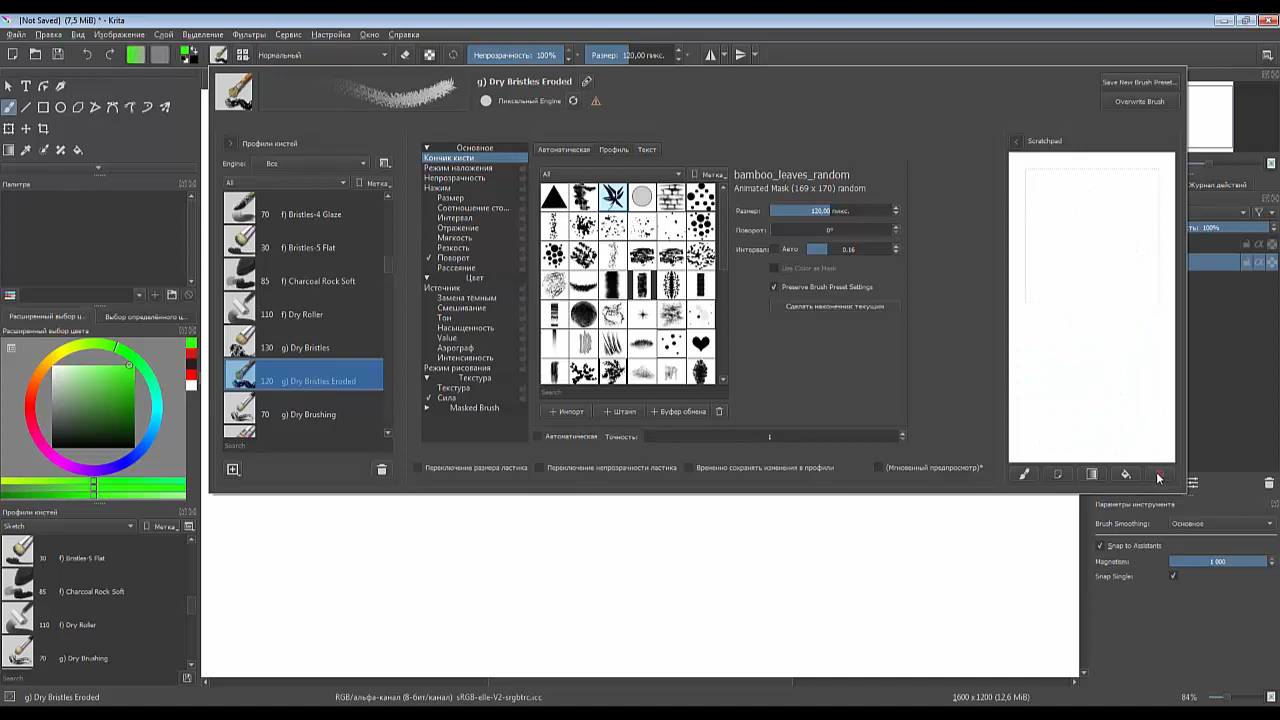 [Not Saved] (7,5 MiB) * - Krita
Файл Правка Вид Изображение Слой Выделение Фильтры Сервис Настройка Окно Справка
Нормальный Непрозрачность: 100% Размер: 120,00 пикс.
g) Dry Bristles Eroded
Пиксельный Engine
Save New Brush Preset...
Overwrite Brush
Профили кистей
Engine: Все
All Метка
70 f) Bristles-4 Glaze
30 f) Bristles-5 Flat
85 f) Charcoal Rock Soft
110 f) Dry Roller
130 g) Dry Bristles
120 g) Dry Bristles Eroded
70 g) Dry Brushing
Search
Основное
Кончик кисти
Режим наложения
Непрозрачность
Нажим
Размер
Соотношение сто...
Интервал
Отражение
Мягкость
Резкость
Поворот
Рассеяние
Цвет
Источник
Замена тёмным
Смешивание
Тон
Насыщенность
Value
Аэрограф
Интенсивность
Режим рисования
Текстура
Текстура
Сила
Masked Brush
Автоматическая Профиль Текст
All Метка
Search
Импорт Штамп Буфер обмена
Автоматическая Точность: 1
bamboo_leaves_random
Animated Mask (169 x 170) random
Размер: 120,00 пикс.
Поворот: 0°
Интервал: Авто 0.16
Use Color as Mask
Preserve Brush Preset Settings
Сделать наконечник текущим
Переключение размера ластика Переключение непрозрачности ластика Временно сохранять изменения в профили (Мгновенный предпросмотр)*
Scratchpad
Палитра
Расширенный выбор ц... Выбор определённого ц...
Расширенный выбор цвета
Профили кистей
Sketch Метка
30 f) Bristles-5 Flat
85 f) Charcoal Rock Soft
110 f) Dry Roller
70 g) Dry Brushing
Search
Журнал действий
100%
Параметры инструмента
Brush Smoothing: Основное
Snap to Assistants
Magnetism: 1 000
Snap Single:
g) Dry Bristles Eroded RGB/альфа-канал (8-бит/канал) sRGB-elle-V2-srgbtrc.icc 1600 x 1200 (12,6 MiB) 84%